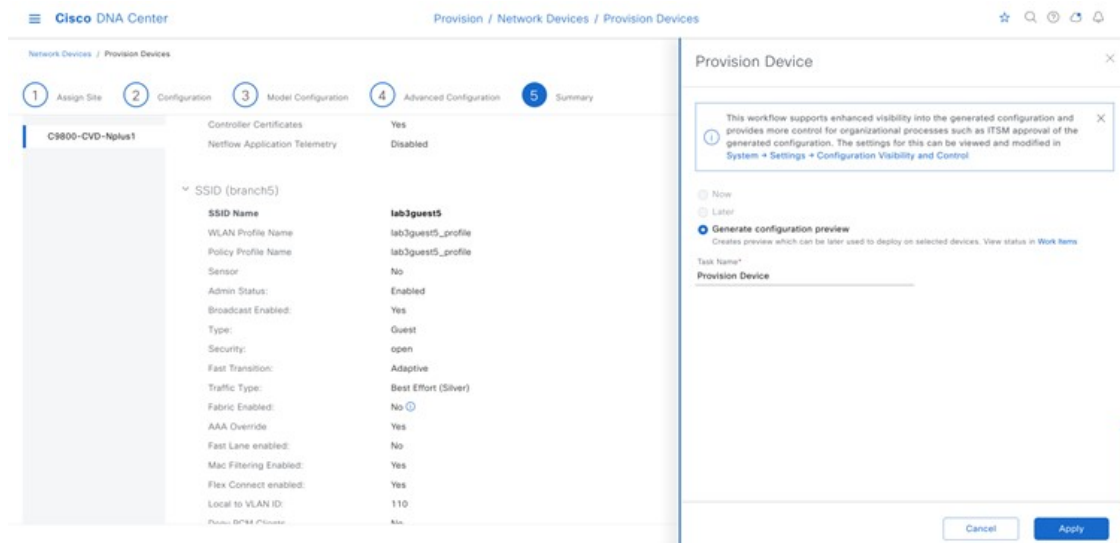 Cisco DNA Center
Provision / Network Devices / Provision Devices
Network Devices / Provision Devices
1 Assign Site 2 Configuration 3 Model Configuration 4 Advanced Configuration 5 Summary
C9800-CVD-Nplus1
Controller Certificates Yes
Netflow Application Telemetry Disabled
SSID (branch5)
SSID Name lab3guest5
WLAN Profile Name lab3guest5_profile
Policy Profile Name lab3guest5_profile
Sensor No
Admin Status: Enabled
Broadcast Enabled: Yes
Type: Guest
Security: open
Fast Transition: Adaptive
Traffic Type: Best Effort (Silver)
Fabric Enabled: No
AAA Override Yes
Fast Lane enabled: No
Mac Filtering Enabled: Yes
Flex Connect enabled: Yes
Local to VLAN ID: 110
Deny RCM Clients No
Provision Device
This workflow supports enhanced visibility into the generated configuration and
provides more control for organizational processes such as ITSM approval of the
generated configuration. The settings for this can be viewed and modified in
System → Settings → Configuration Visibility and Control
Now
Later
Generate configuration preview
Creates preview which can be later used to deploy on selected devices. View status in Work Items
Task Name*
Provision Device
Cancel Apply